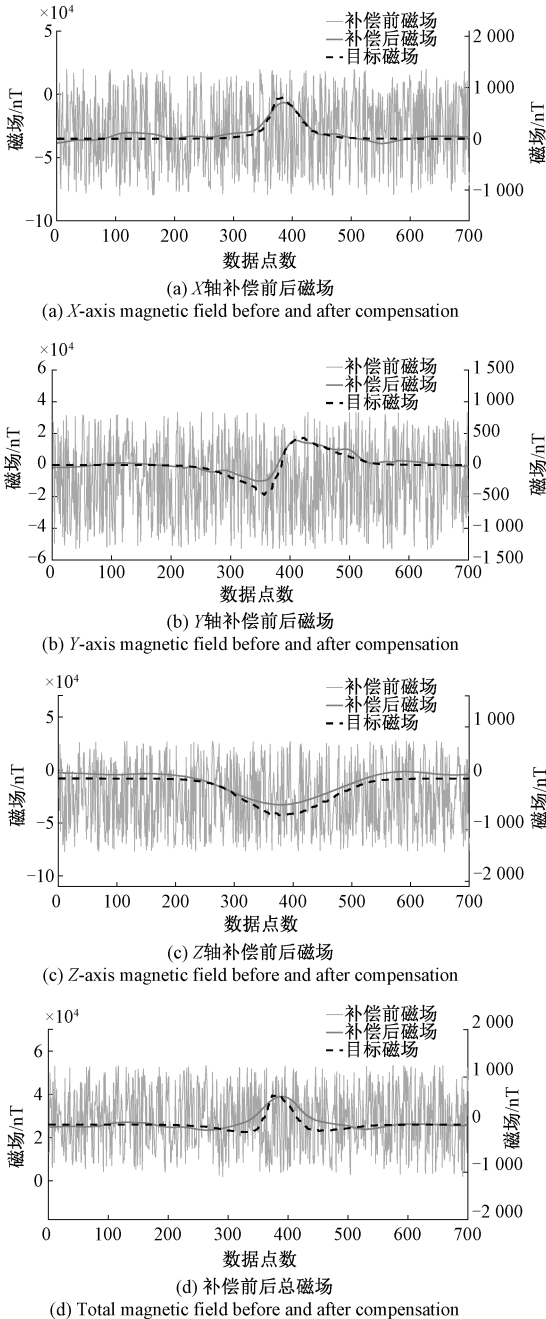 ×10⁴
补偿前磁场
补偿后磁场
目标磁场
5
0
−5
−10
2 000
1 000
0
−1 000
磁场/nT
磁场/nT
0 100 200 300 400 500 600 700
数据点数
(a) X轴补偿前后磁场
(a) X-axis magnetic field before and after compensation
×10⁴
补偿前磁场
补偿后磁场
目标磁场
6
4
2
0
−2
−4
−6
1 500
1 000
500
0
−500
−1 000
−1 500
磁场/nT
磁场/nT
0 100 200 300 400 500 600 700
数据点数
(b) Y轴补偿前后磁场
(b) Y-axis magnetic field before and after compensation
×10⁴
补偿前磁场
补偿后磁场
目标磁场
5
0
−5
−10
1 000
0
−1 000
−2 000
磁场/nT
磁场/nT
0 100 200 300 400 500 600 700
数据点数
(c) Z轴补偿前后磁场
(c) Z-axis magnetic field before and after compensation
×10⁴
补偿前磁场
补偿后磁场
目标磁场
6
4
2
0
2 000
1 000
0
−1 000
−2 000
磁场/nT
磁场/nT
0 100 200 300 400 500 600 700
数据点数
(d) 补偿前后总磁场
(d) Total magnetic field before and after compensation